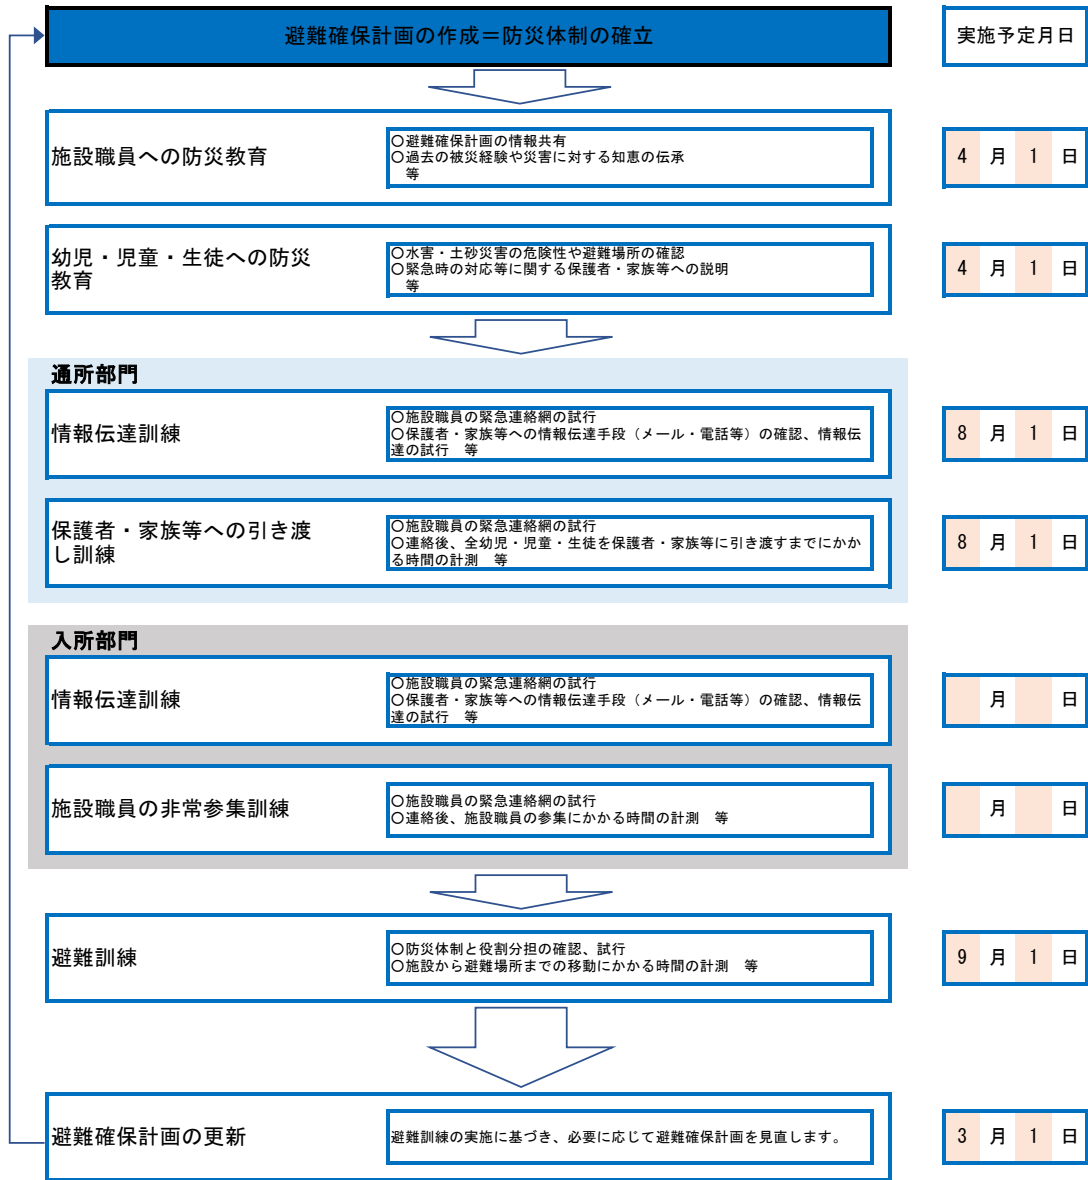 避難確保計画の作成＝防災体制の確立
実施予定月日
施設職員への防災教育
〇避難確保計画の情報共有
〇過去の被災経験や災害に対する知恵の伝承
等
4 月 1 日
幼児・児童・生徒への防災
教育
〇水害・土砂災害の危険性や避難場所の確認
〇緊急時の対応等に関する保護者・家族等への説明
等
4 月 1 日
通所部門
情報伝達訓練
〇施設職員の緊急連絡網の試行
〇保護者・家族等への情報伝達手段（メール・電話等）の確認、情報伝
達の試行　等
8 月 1 日
保護者・家族等への引き渡
し訓練
〇施設職員の緊急連絡網の試行
〇連絡後、全幼児・児童・生徒を保護者・家族等に引き渡すまでにかか
る時間の計測　等
8 月 1 日
入所部門
情報伝達訓練
〇施設職員の緊急連絡網の試行
〇保護者・家族等への情報伝達手段（メール・電話等）の確認、情報伝
達の試行　等
月 日
施設職員の非常参集訓練
〇施設職員の緊急連絡網の試行
〇連絡後、施設職員の参集にかかる時間の計測　等
月 日
避難訓練
〇防災体制と役割分担の確認、試行
〇施設から避難場所までの移動にかかる時間の計測　等
9 月 1 日
避難確保計画の更新
避難訓練の実施に基づき、必要に応じて避難確保計画を見直します。
3 月 1 日